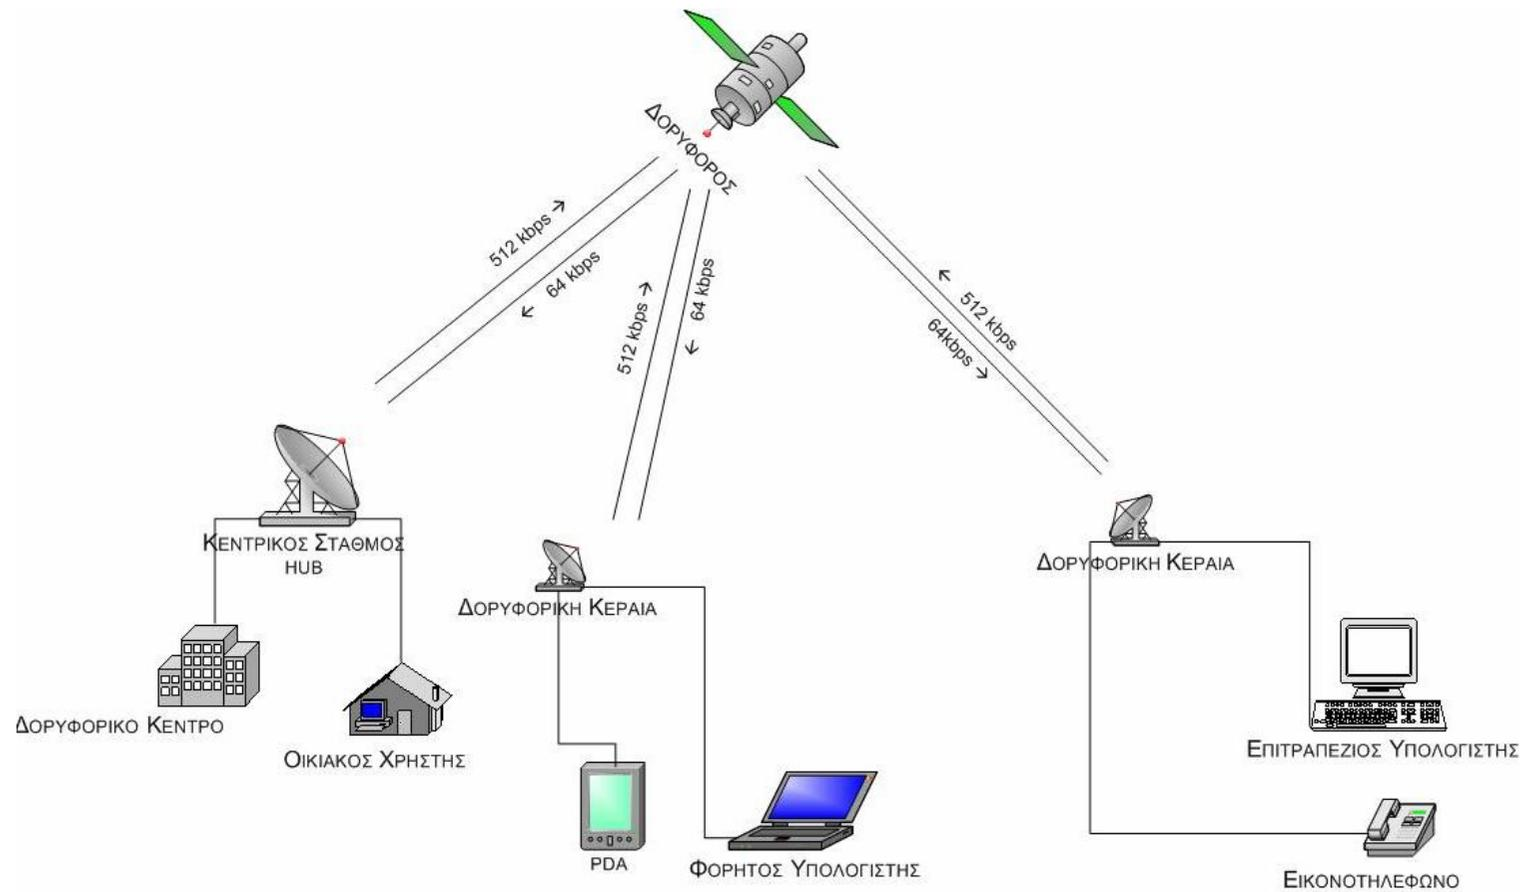 ΔΟΡΥΦΟΡΟΣ
512 kbps →
← 64 kbps
512 kbps →
64 kbps
←
← 512 kbps
64kbps →
ΚΕΝΤΡΙΚΟΣ ΣΤΑΘΜΟΣ
HUB
ΔΟΡΥΦΟΡΙΚΗ ΚΕΡΑΙΑ
ΔΟΡΥΦΟΡΙΚΗ ΚΕΡΑΙΑ
ΔΟΡΥΦΟΡΙΚΟ ΚΕΝΤΡΟ
ΟΙΚΙΑΚΟΣ ΧΡΗΣΤΗΣ
PDA
ΦΟΡΗΤΟΣ ΥΠΟΛΟΓΙΣΤΗΣ
ΕΠΙΤΡΑΠΕΖΙΟΣ ΥΠΟΛΟΓΙΣΤΗΣ
ΕΙΚΟΝΟΤΗΛΕΦΩΝΟ